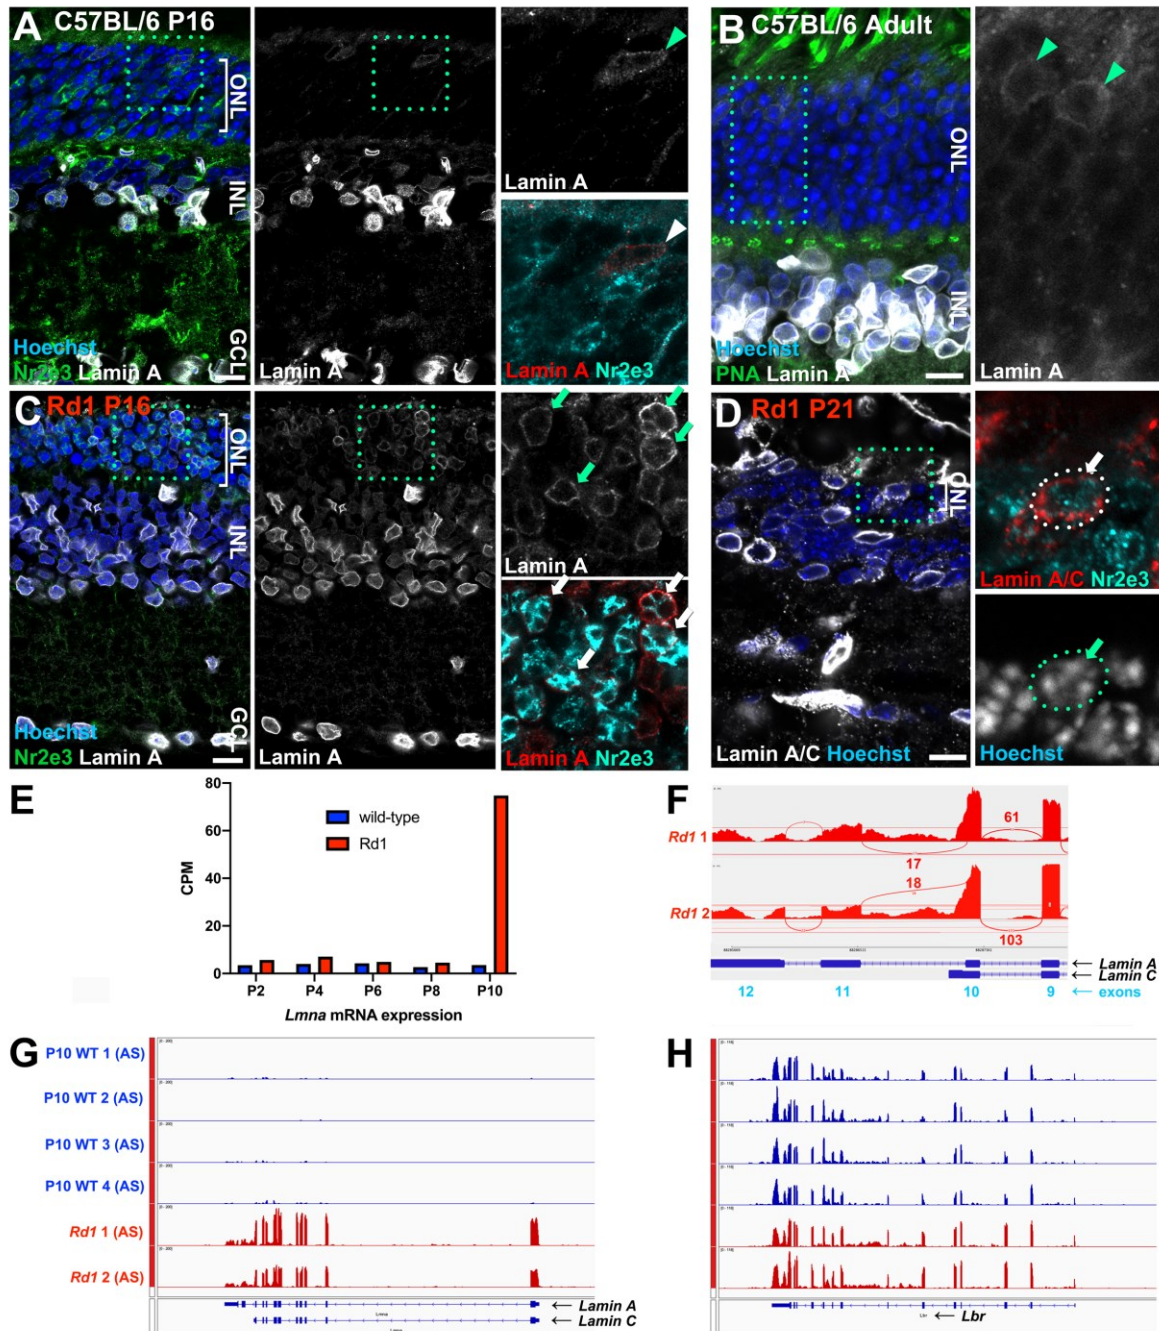 A C57BL/6 P16
ONL
INL
GCL
Hoechst
Nr2e3 Lamin A
Lamin A
Lamin A
Lamin A Nr2e3
B C57BL/6 Adult
ONL
INL
Hoechst
PNA Lamin A
Lamin A
C Rd1 P16
ONL
INL
GCL
Hoechst
Nr2e3 Lamin A
Lamin A
Lamin A
Lamin A Nr2e3
D Rd1 P21
ONL
Lamin A/C Hoechst
Lamin A/C Nr2e3
Hoechst
E
CPM
80
60
40
20
0
wild-type
Rd1
P2 P4 P6 P8 P10
Lmna mRNA expression
F
Rd1 1
61
17
Rd1 2
18
103
← Lamin A
← Lamin C
12 11 10 9 ← exons
G
P10 WT 1 (AS)
P10 WT 2 (AS)
P10 WT 3 (AS)
P10 WT 4 (AS)
Rd1 1 (AS)
Rd1 2 (AS)
Lmna
← Lamin A
← Lamin C
H
Lbr ← Lbr